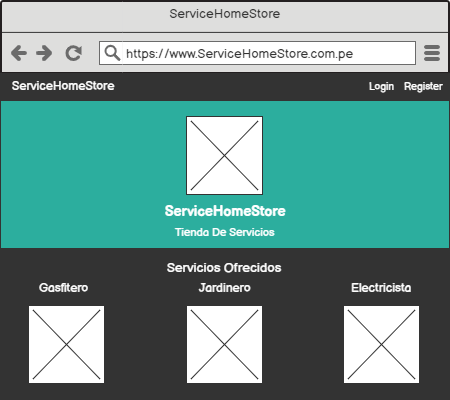 ServiceHomeStore
https://www.ServiceHomeStore.com.pe
ServiceHomeStore Login Register
ServiceHomeStore
Tienda De Servicios
Servicios Ofrecidos
Gasfitero Jardinero Electricista